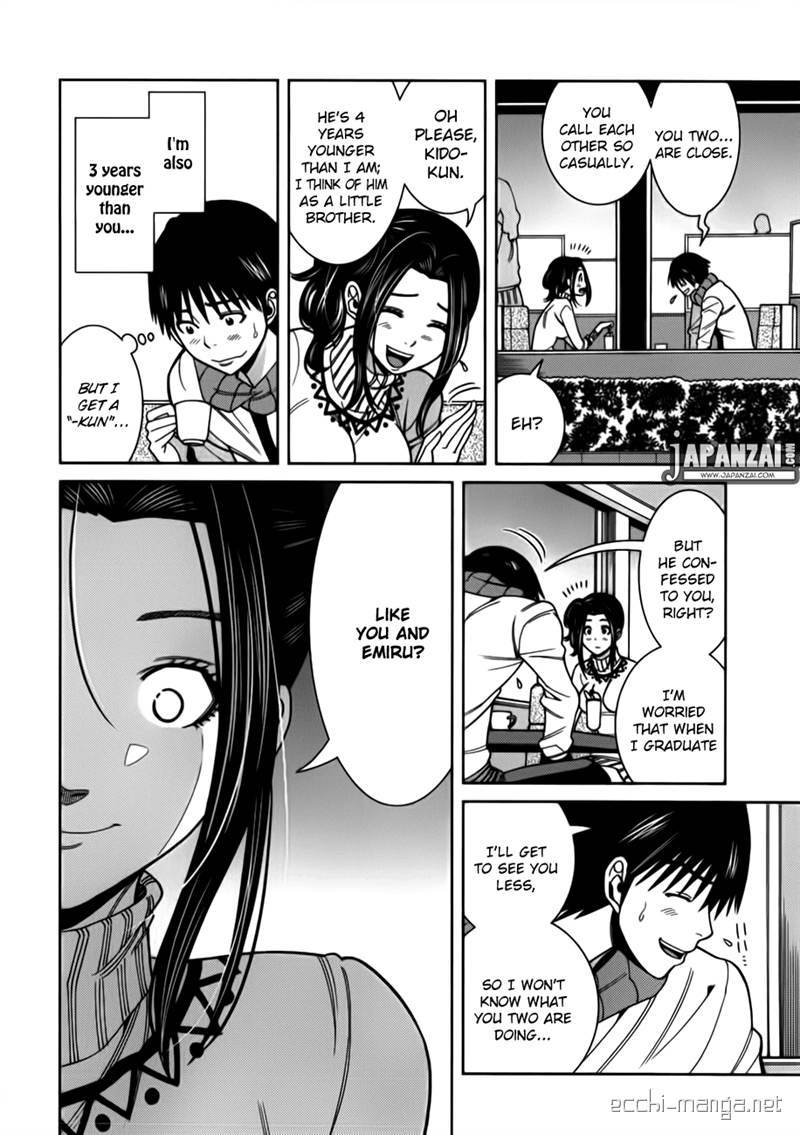 YOU TWO...
ARE CLOSE.
YOU
CALL EACH
OTHER SO
CASUALLY.
EH?
OH
PLEASE,
KIDO-
KUN.
HE'S 4
YEARS
YOUNGER
THAN I AM;
I THINK OF HIM
AS A LITTLE
BROTHER.
I'm
also
3 years
younger
than
you...
BUT I
GET A
"-KUN"...
JAPANZAI.COM
WWW.JAPANZAI.COM
BUT
HE CON-
FESSED
TO YOU,
RIGHT?
I'M
WORRIED
THAT WHEN
I GRADUATE
I'LL GET
TO SEE YOU
LESS,
SO I WON'T
KNOW WHAT
YOU TWO ARE
DOING...
LIKE
YOU AND
EMIRU?
ecchi-manga.net